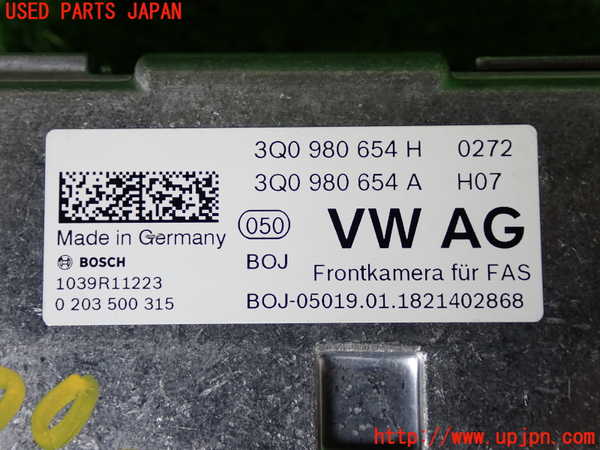 USED PARTS JAPAN
3Q0 980 654 H 0272
3Q0 980 654 A H07
050 VW AG
Made in Germany
BOSCH BOJ Frontkamera für FAS
1039R11223
0 203 500 315 BOJ-05019.01.1821402868
00
http://www.upjpn.com/